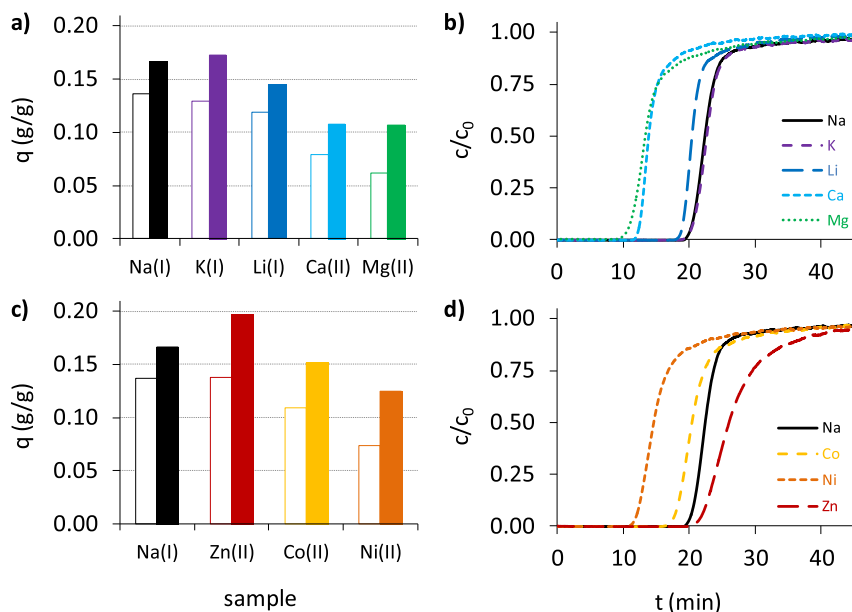 a)
q (g/g)
0.20
0.15
0.10
0.05
0.00
Na(I) K(I) Li(I) Ca(II) Mg(II)
b)
c/c0
1.00
0.75
0.50
0.25
0.00
0 10 20 30 40
Na
K
Li
Ca
Mg
c)
q (g/g)
0.20
0.15
0.10
0.05
0.00
Na(I) Zn(II) Co(II) Ni(II)
sample
d)
c/c0
1.00
0.75
0.50
0.25
0.00
0 10 20 30 40
t (min)
Na
Co
Ni
Zn